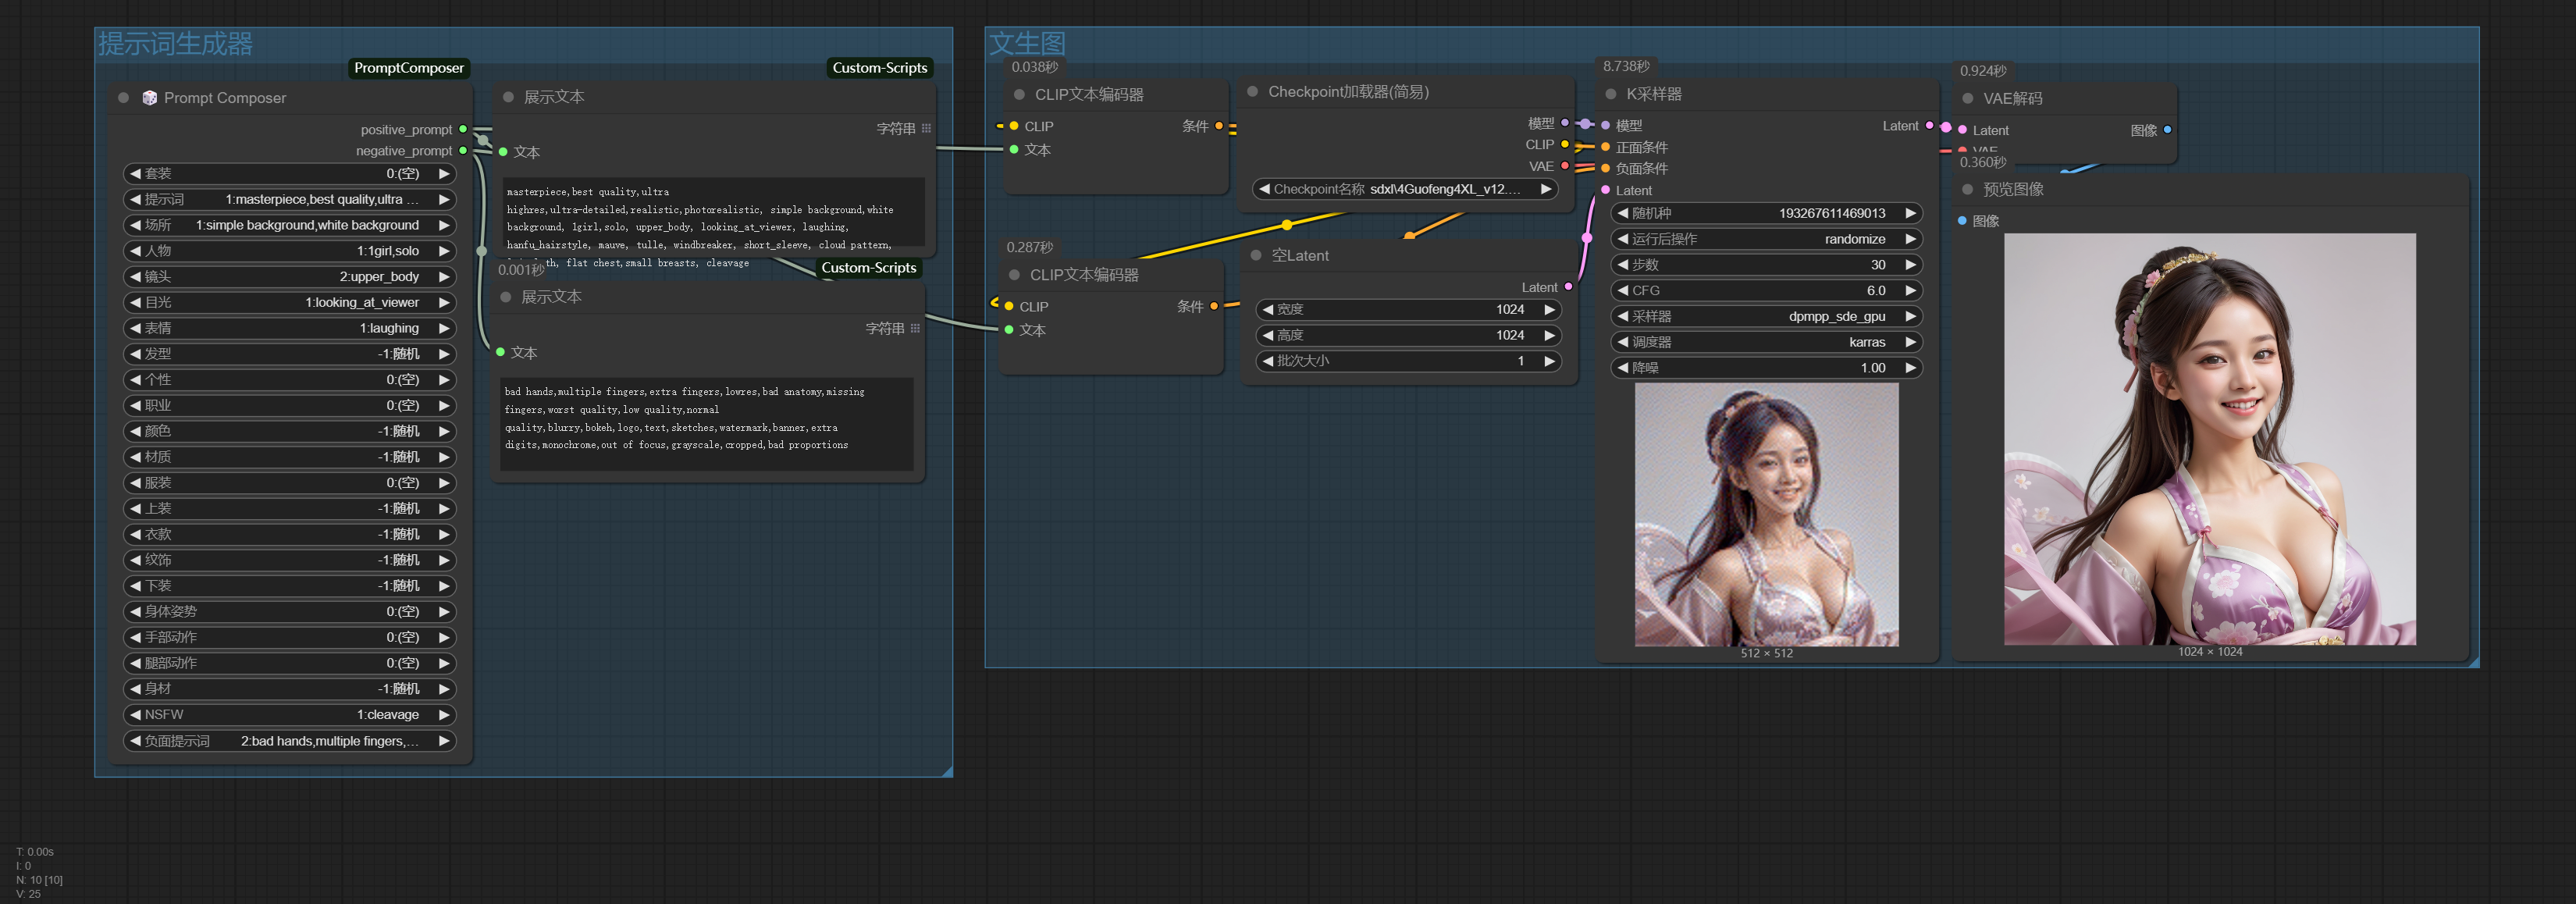 提示词生成器
PromptComposer
Prompt Composer
positive_prompt
negative_prompt
套装 0:(空)
提示词 1:masterpiece,best quality,ultra ...
场所 1:simple background,white background
人物 1:1girl,solo
镜头 2:upper_body
目光 1:looking_at_viewer
表情 1:laughing
发型 -1:随机
个性 0:(空)
职业 0:(空)
颜色 -1:随机
材质 -1:随机
服装 0:(空)
上装 -1:随机
衣款 -1:随机
纹饰 -1:随机
下装 -1:随机
身体姿势 0:(空)
手部动作 0:(空)
腿部动作 0:(空)
身材 -1:随机
NSFW 1:cleavage
负面提示词 2:bad hands,multiple fingers,...
Custom-Scripts
展示文本
字符串
文本
masterpiece,best quality,ultra
highres,ultra-detailed,realistic,photorealistic, simple background,white
background, 1girl,solo, upper_body, looking_at_viewer, laughing,
hanfu_hairstyle, mauve, tulle, windbreaker, short_sleeve, cloud pattern,
flat chest,small breasts, cleavage
0.001秒
Custom-Scripts
展示文本
字符串
文本
bad hands,multiple fingers,extra fingers,lowres,bad anatomy,missing
fingers,worst quality,low quality,normal
quality,blurry,bokeh,logo,text,sketches,watermark,banner,extra
digits,monochrome,out of focus,grayscale,cropped,bad proportions
文生图
0.038秒
CLIP文本编码器
CLIP 条件
文本
0.287秒
CLIP文本编码器
CLIP 条件
文本
Checkpoint加载器(简易)
模型
CLIP
VAE
Checkpoint名称 sdxl\4Guofeng4XL_v12....
空Latent
Latent
宽度 1024
高度 1024
批次大小 1
8.738秒
K采样器
模型 Latent
正面条件
负面条件
Latent
随机种 193267611469013
运行后操作 randomize
步数 30
CFG 6.0
采样器 dpmpp_sde_gpu
调度器 karras
降噪 1.00
512 × 512
0.924秒
VAE解码
Latent 图像
VAE
0.360秒
预览图像
图像
1024 × 1024
T: 0.00s
I: 0
N: 10 [10]
V: 25